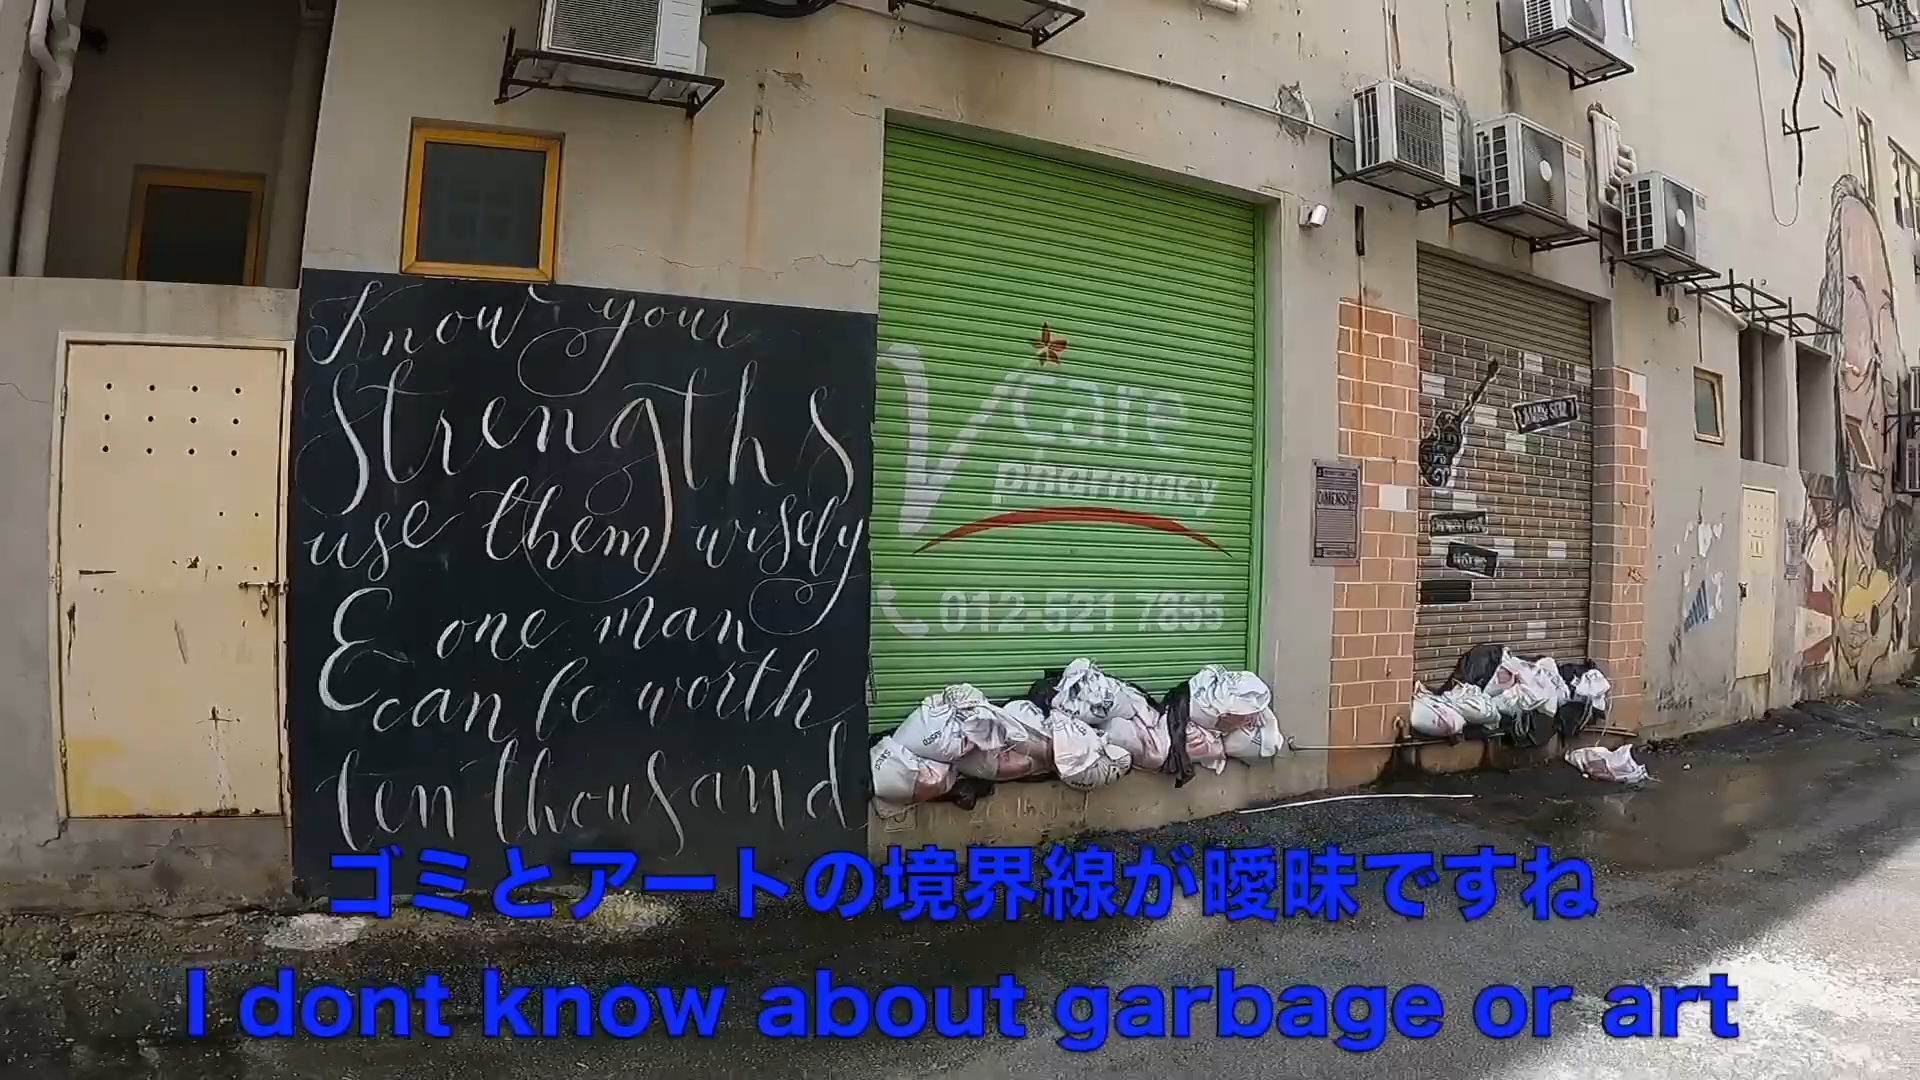 Know your
Strengths
use them wisely
& one man
can be worth
ten thousand
V care
pharmacy
012-521 7855
ゴミとアートの境界線が曖昧ですね
I dont know about garbage or art